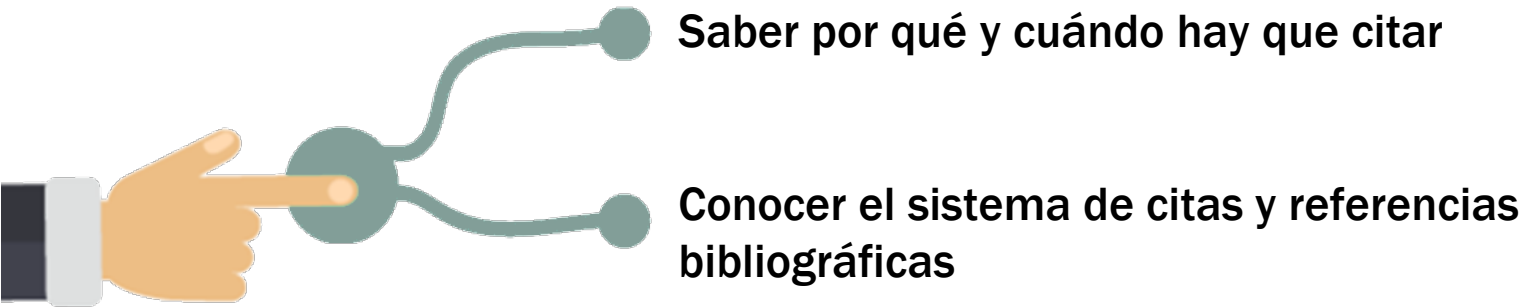 Saber por qué y cuándo hay que citar
Conocer el sistema de citas y referencias
bibliográficas